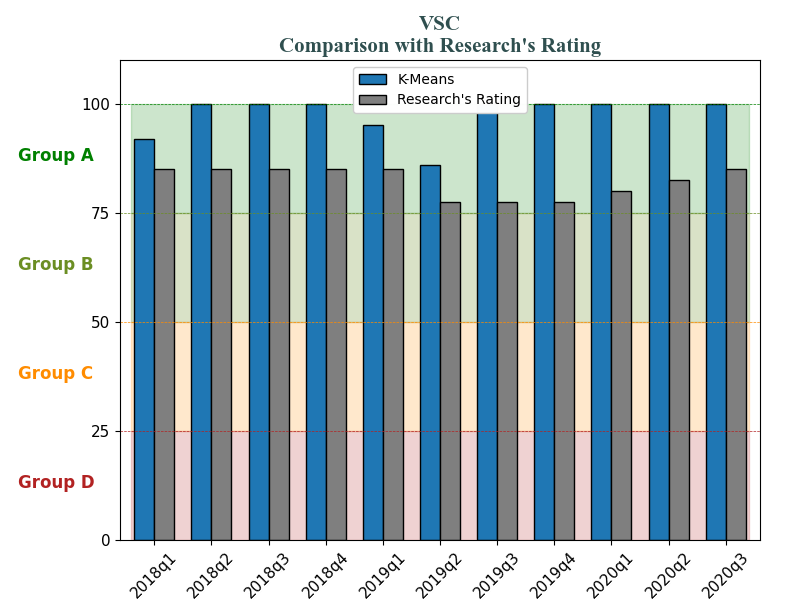 VSC
Comparison with Research's Rating
K-Means
Research's Rating
100
Group A
75
Group B
50
Group C
25
Group D
0
2018q1
2018q2
2018q3
2018q4
2019q1
2019q2
2019q3
2019q4
2020q1
2020q2
2020q3